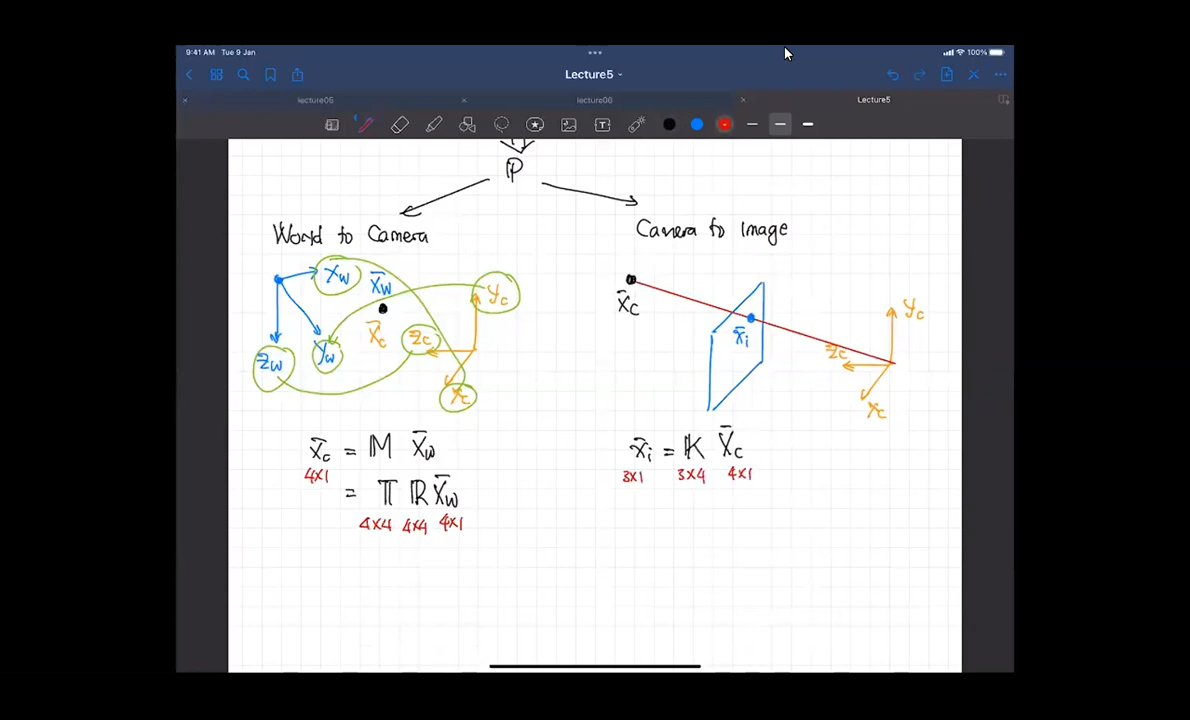 9:41 AM Tue 9 Jan
100%
Lecture5
lecture05
lecture06
Lecture5
P
World to Camera
Camera to Image
Xw
X̄w
Yc
X̄c
Zc
Yw
Zw
Xc
X̄c
x̄i
Yc
Zc
Xc
X̄c = M X̄w
4x1
= T R X̄w
4x4 4x4 4x1
x̄i = K X̄c
3x1 3x4 4x1